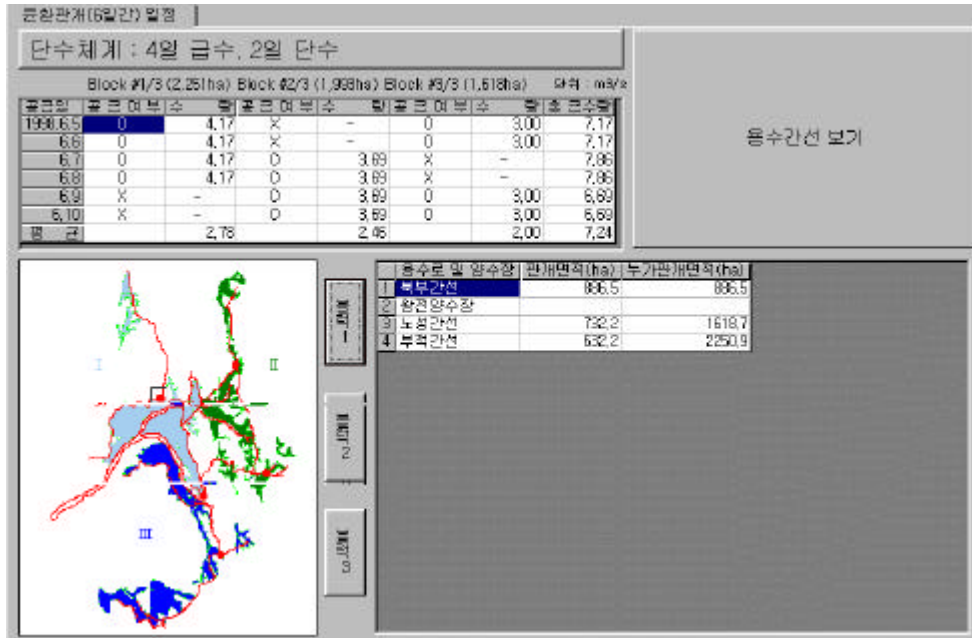 윤환관개(6일간) 일정
단수체계 : 4일 급수, 2일 단수
Block #1/3 (2,251ha) Block #2/3 (1,998ha) Block #3/3 (1,618ha) 단위 : m3/s
공급일 공급여부 수 량 공급여부 수 량 공급여부 수 량 총급수량
1998.6.5 O 4.17 X - O 3.00 7.17
6.6 O 4.17 X - O 3.00 7.17
6.7 O 4.17 O 3.69 X - 7.86
6.8 O 4.17 O 3.69 X - 7.86
6.9 X - O 3.69 O 3.00 6.69
6.10 X - O 3.69 O 3.00 6.69
평 균 2.78 2.46 2.00 7.24
용수간선 보기
용수로 및 양수장 관개면적(ha) 누가관개면적(ha)
1 북부간선 886.5 886.5
2 왕전양수장
3 노성간선 732.2 1618.7
4 부적간선 632.2 2250.9
I
II
III
1
2
3